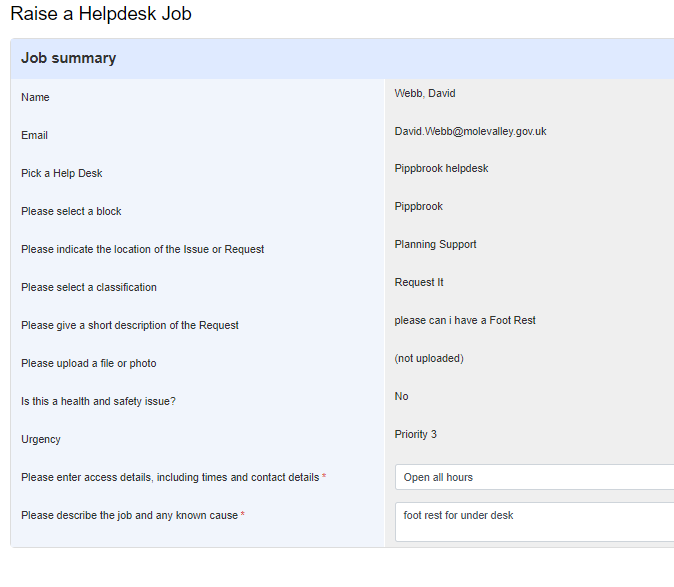 Raise a Helpdesk Job
Job summary
Name
Webb, David
Email
David.Webb@molevalley.gov.uk
Pick a Help Desk
Pippbrook helpdesk
Please select a block
Pippbrook
Please indicate the location of the Issue or Request
Planning Support
Please select a classification
Request It
Please give a short description of the Request
please can i have a Foot Rest
Please upload a file or photo
(not uploaded)
Is this a health and safety issue?
No
Urgency
Priority 3
Please enter access details, including times and contact details *
Open all hours
Please describe the job and any known cause *
foot rest for under desk